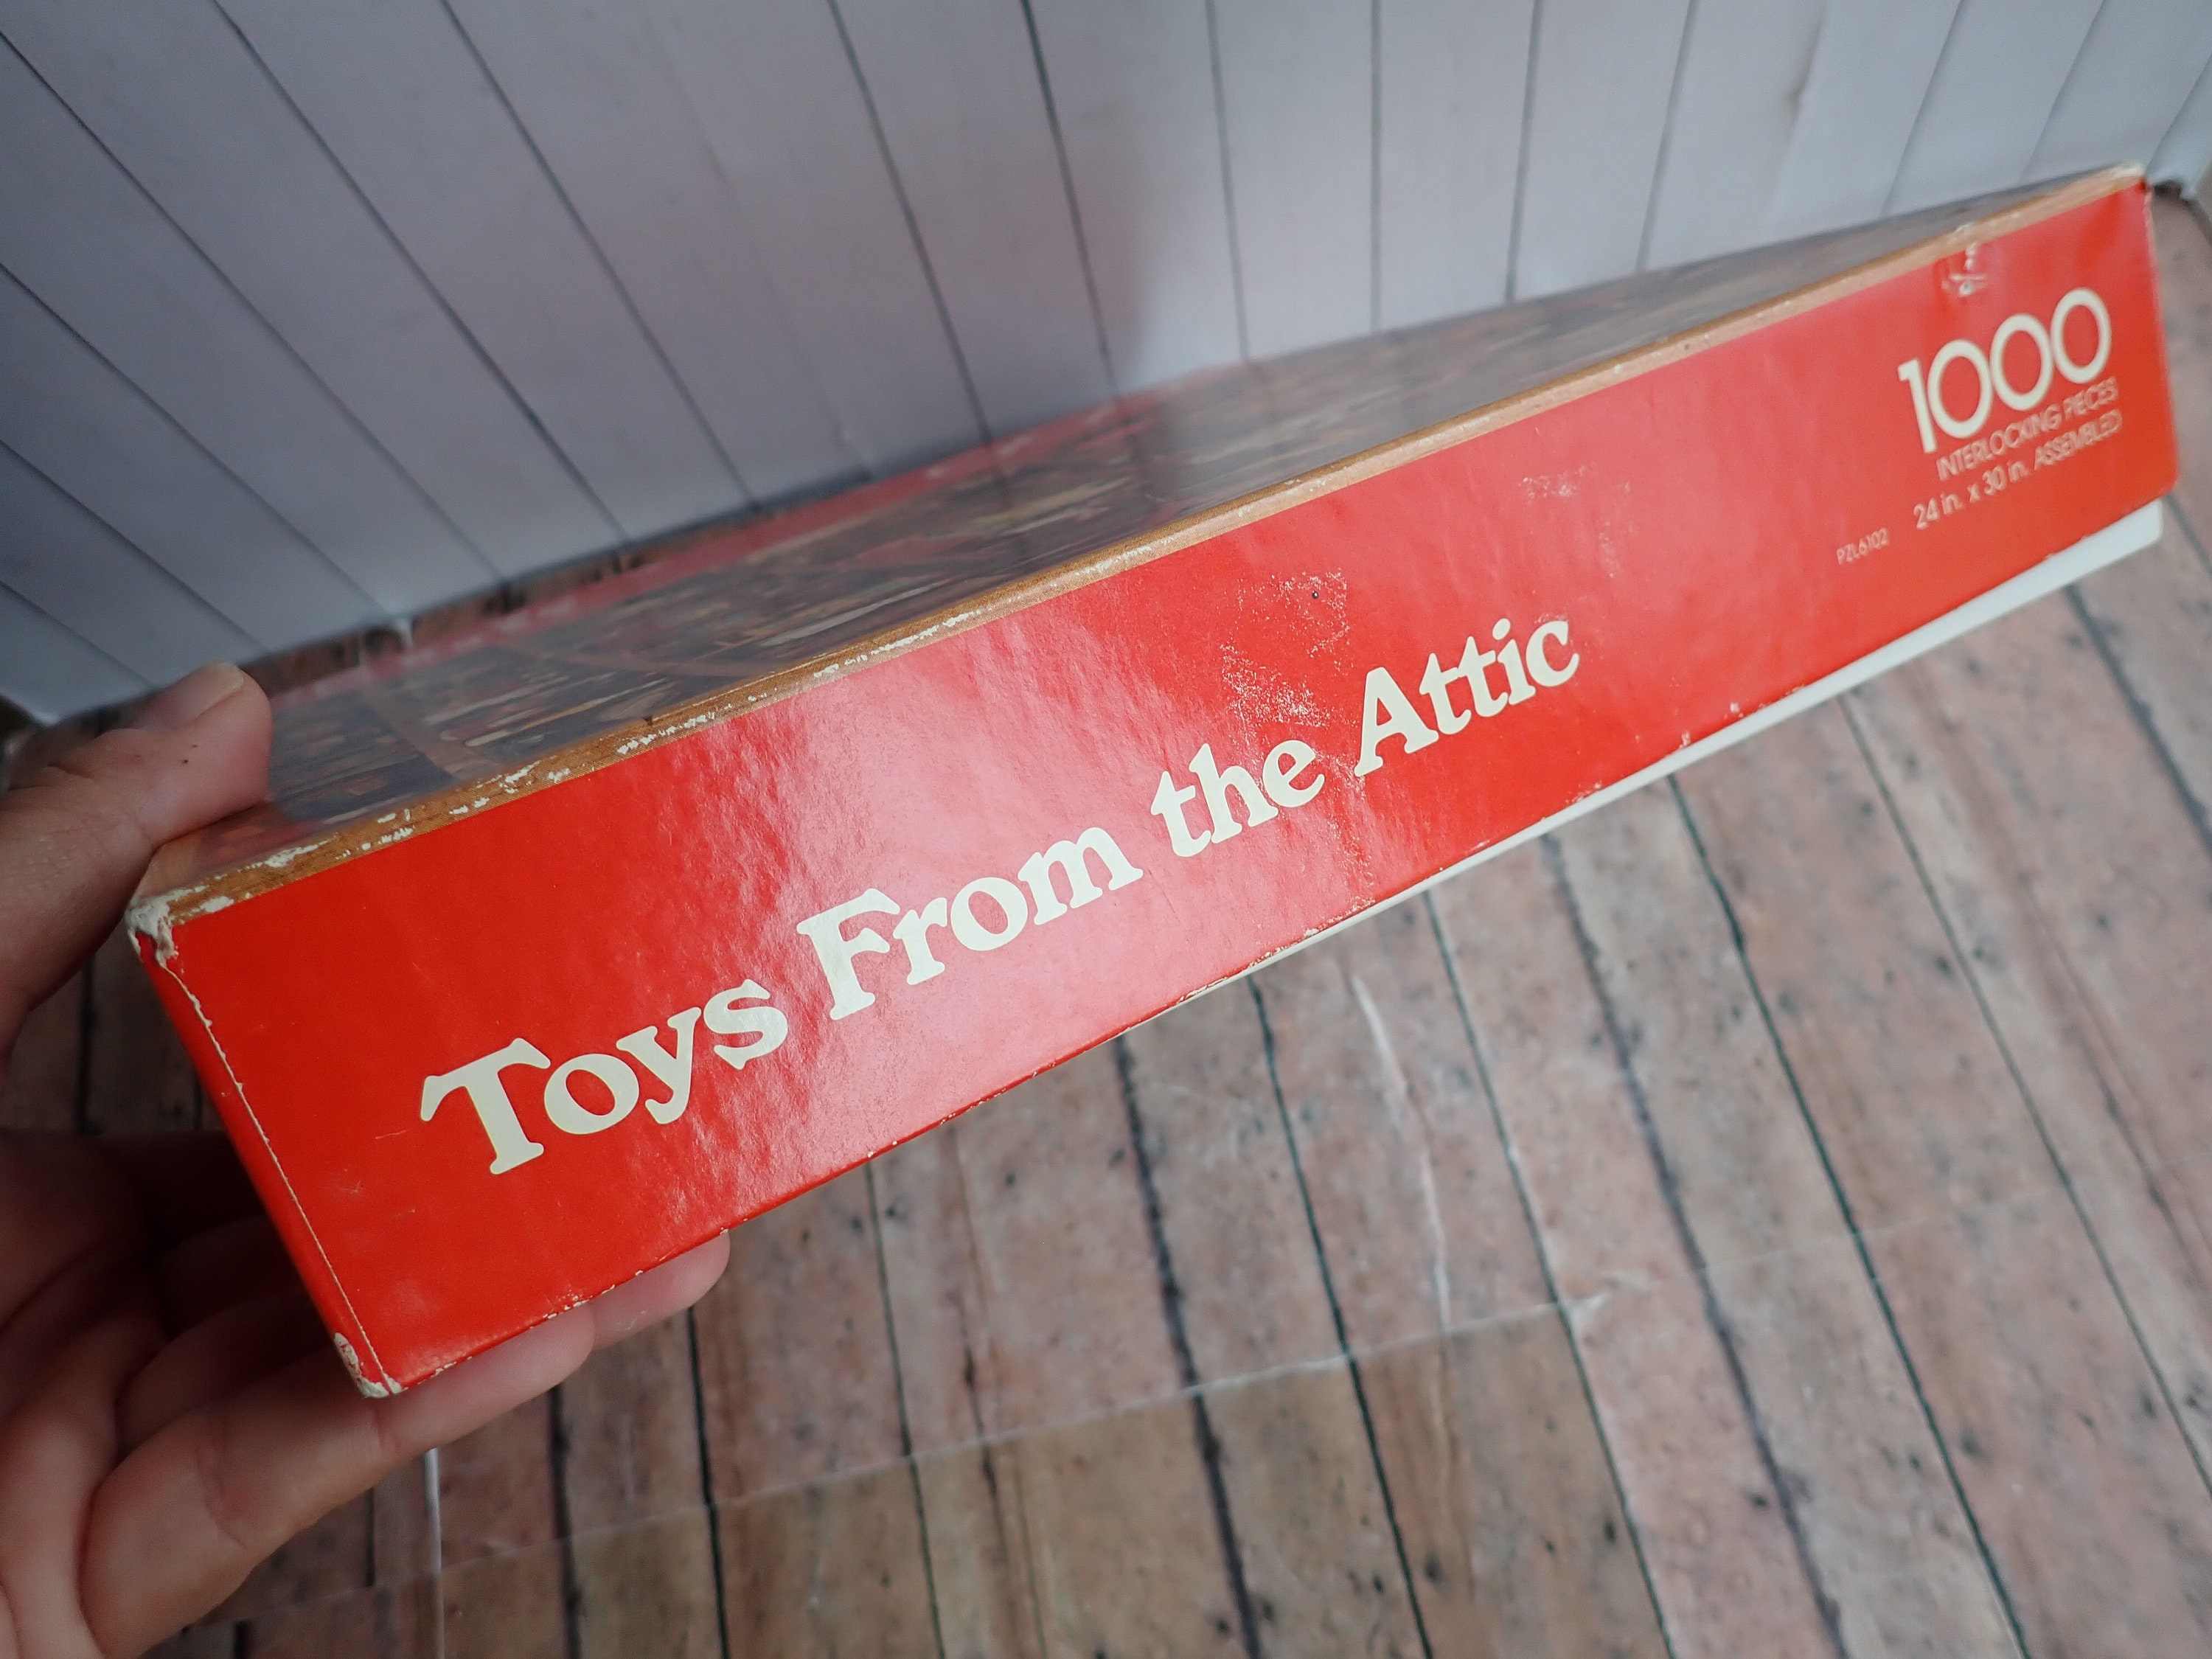 Toys From the Attic
1000
INTERLOCKING PIECES
24 in. x 30 in. ASSEMBLED
PZL6102